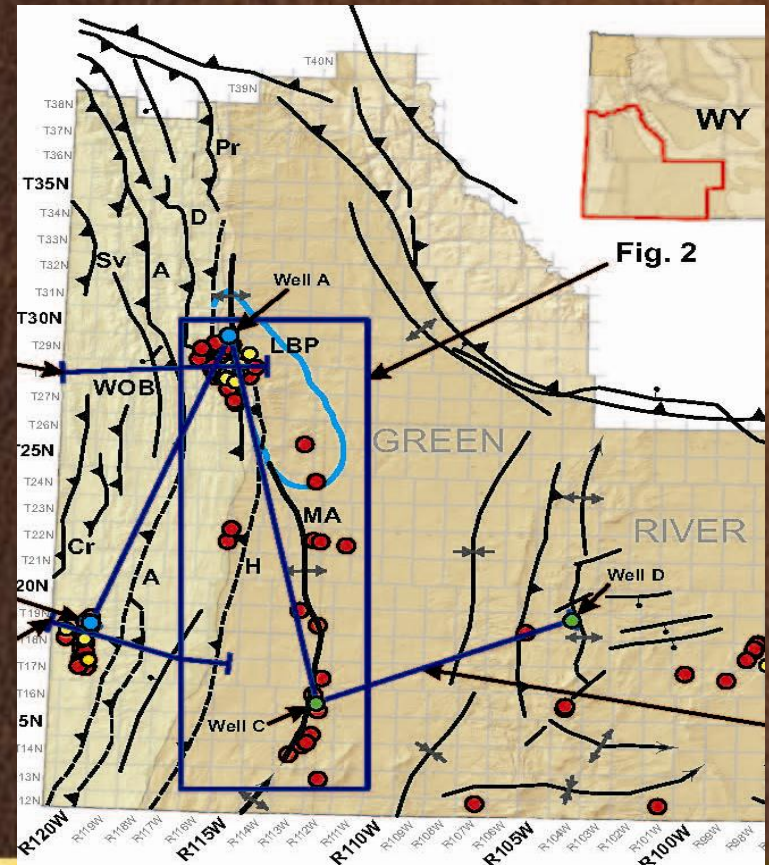 T40N
T39N
T38N
T37N
T36N
T35N
T34N
T33N
T32N
T31N
T30N
T29N
T27N
T26N
T25N
T24N
T22N
T21N
20N
T19N
T18N
T17N
T16N
5N
T14N
13N
12N
WY
Fig. 2
Pr
D
Sv
A
Well A
LBP
WOB
GREEN
MA
RIVER
Cr
A
H
Well D
Well C
R120W
R119W
R118W
R117W
R116W
R115W
R114W
R113W
R112W
R111W
R110W
R109W
R108W
R107W
R106W
R105W
R104W
R103W
R102W
R101W
R100W
R99W
R98W